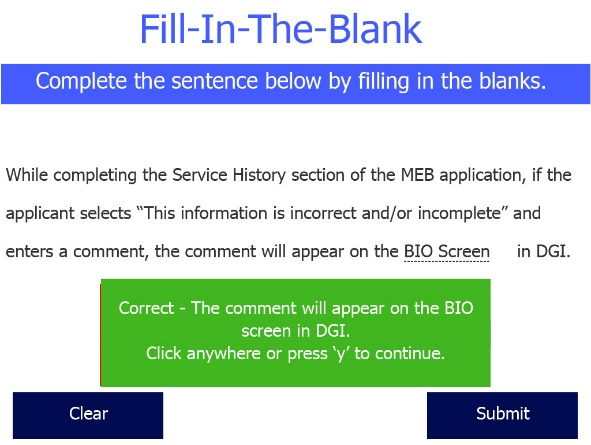 Fill-In-The-Blank
Complete the sentence below by filling in the blanks.
While completing the Service History section of the MEB application, if the
applicant selects “This information is incorrect and/or incomplete” and
enters a comment, the comment will appear on the BIO Screen in DGI.
Correct - The comment will appear on the BIO
screen in DGI.
Click anywhere or press ‘y’ to continue.
Clear
Submit